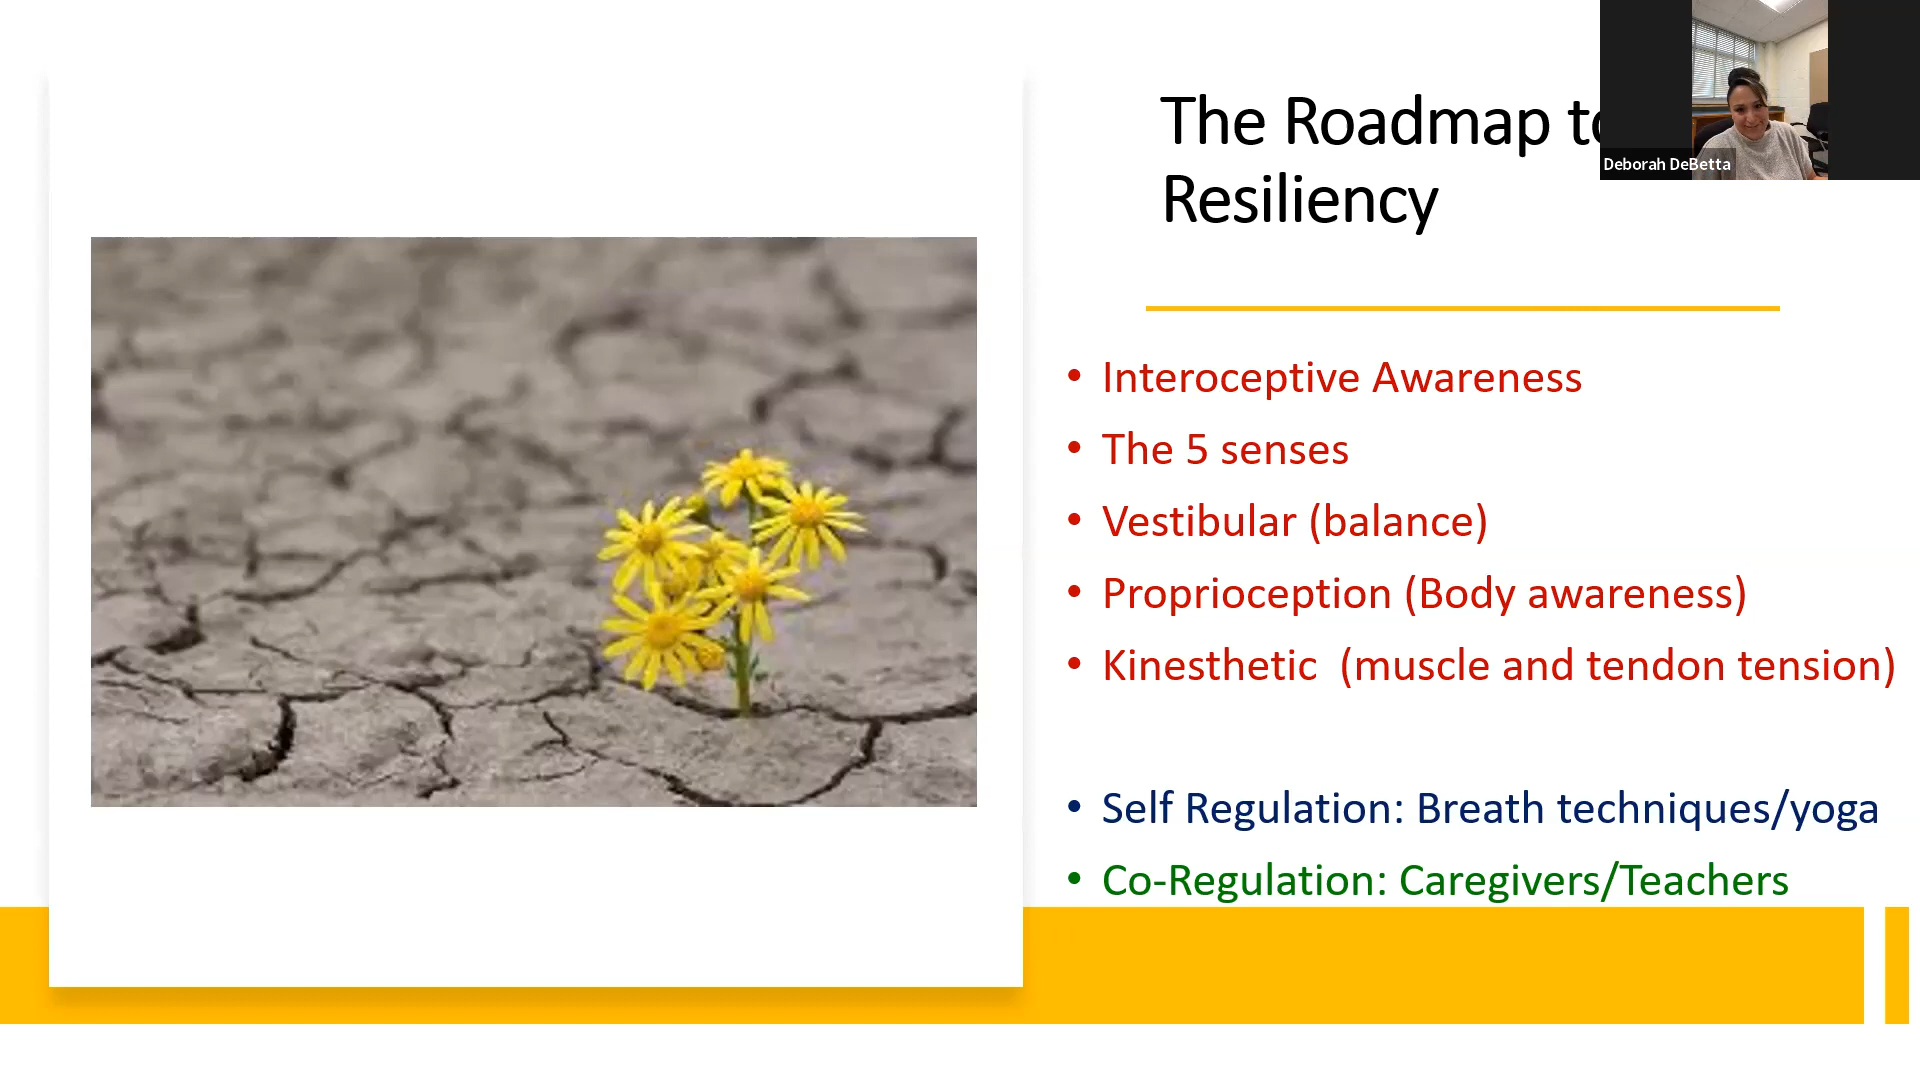 The Roadmap to
Resiliency
Deborah DeBetta
• Interoceptive Awareness
• The 5 senses
• Vestibular (balance)
• Proprioception (Body awareness)
• Kinesthetic  (muscle and tendon tension)
• Self Regulation: Breath techniques/yoga
• Co-Regulation: Caregivers/Teachers